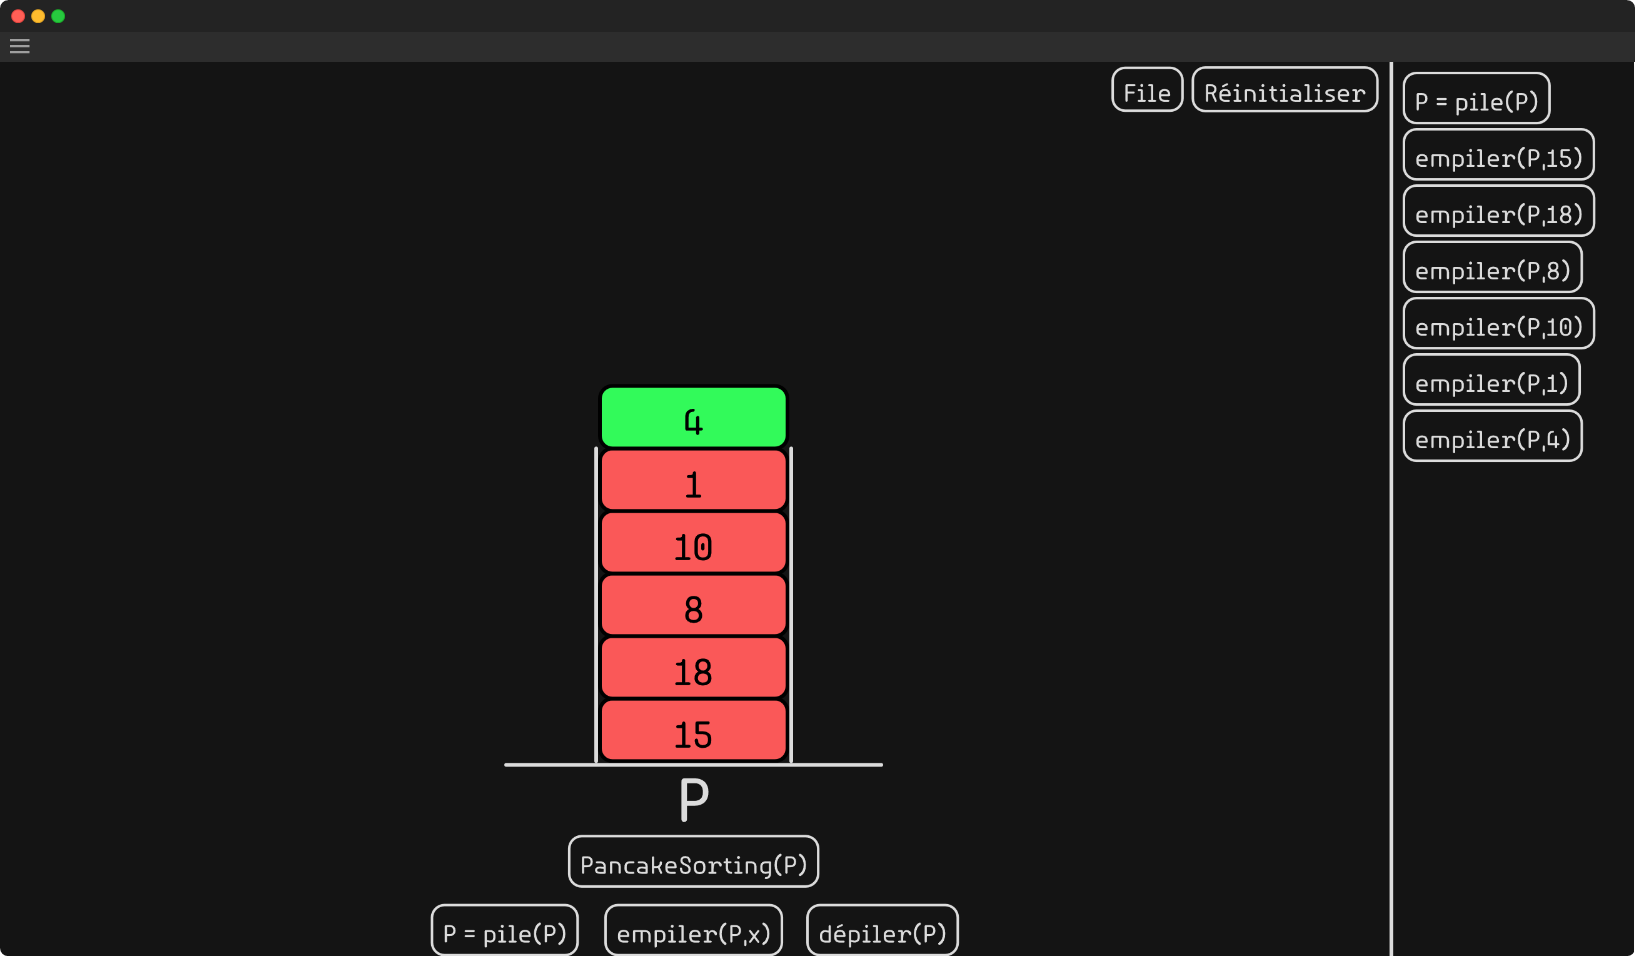 File Réinitialiser
P = pile(P)
empiler(P,15)
empiler(P,18)
empiler(P,8)
empiler(P,10)
empiler(P,1)
empiler(P,4)
4
1
10
8
18
15
P
PancakeSorting(P)
P = pile(P) empiler(P,x) dépiler(P)